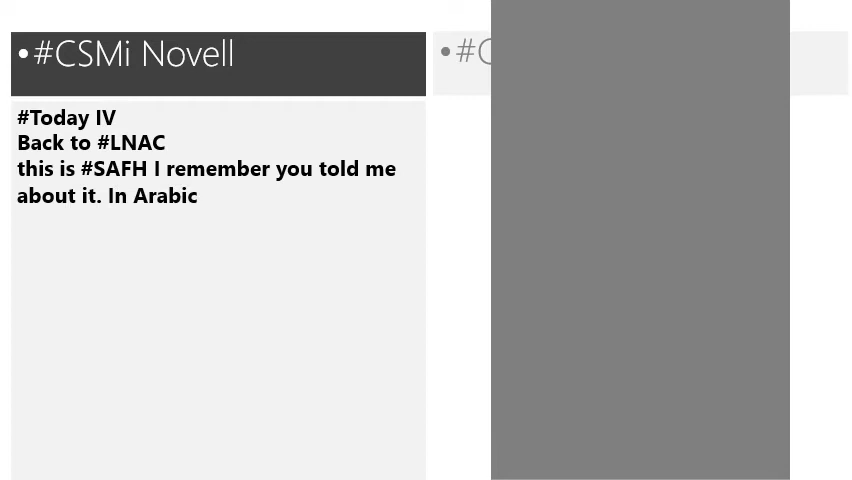 •#CSMi Novell
•#C
#Today IV
Back to #LNAC
this is #SAFH I remember you told me
about it. In Arabic